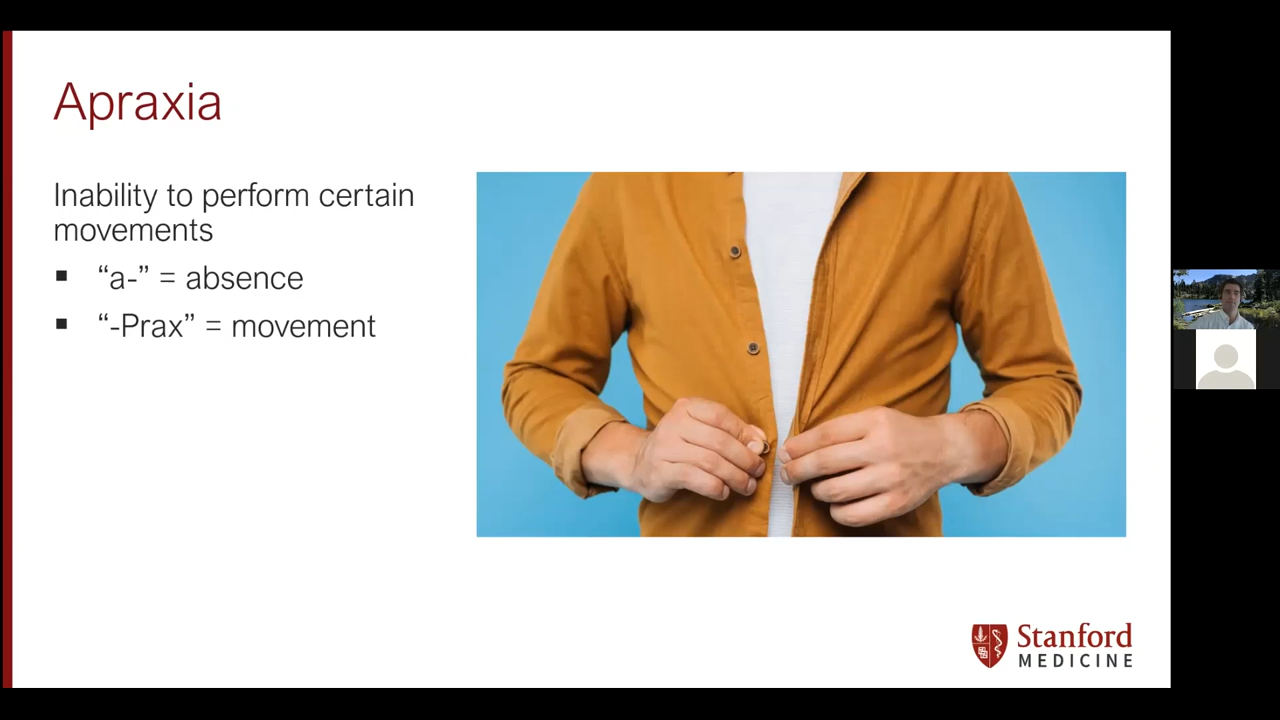 Apraxia
Inability to perform certain
movements
▪ “a-” = absence
▪ “-Prax” = movement
Stanford
MEDICINE